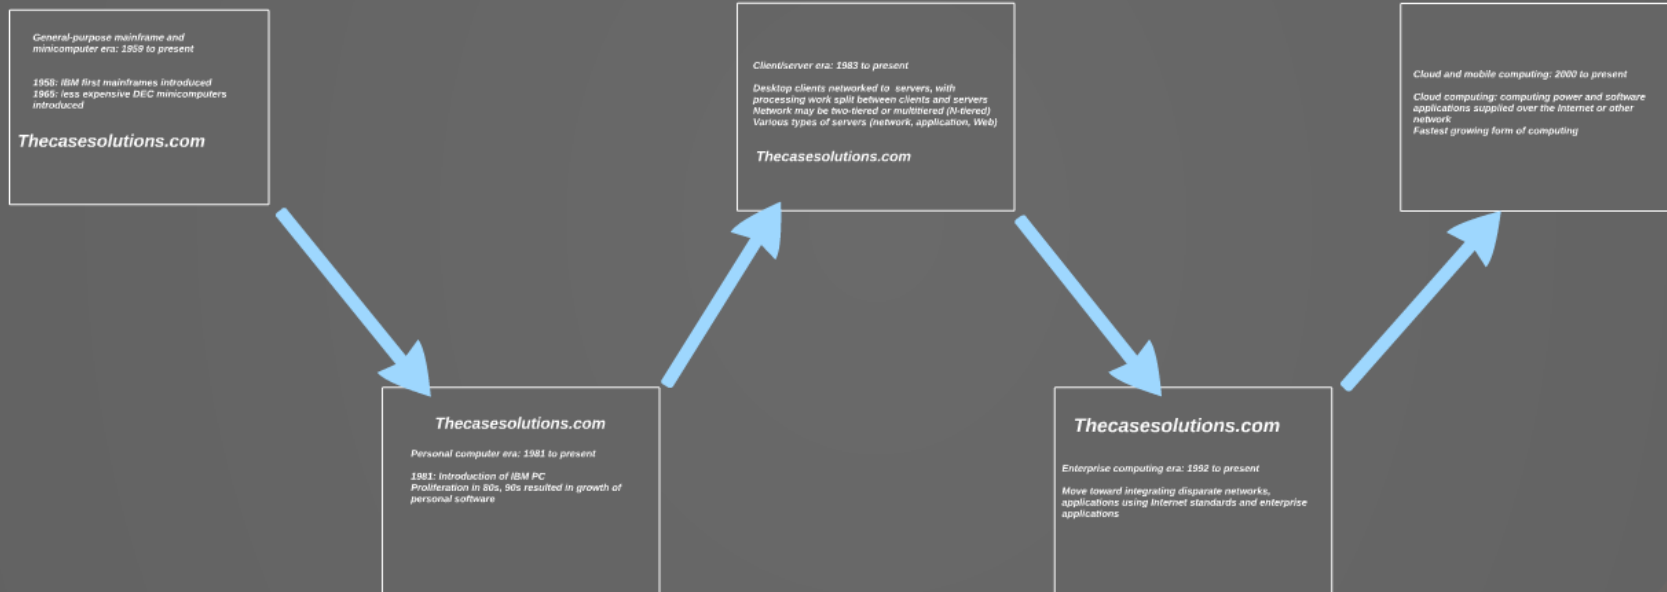 General-purpose mainframe and
minicomputer era: 1959 to present
1958: IBM first mainframes introduced
1965: less expensive DEC minicomputers
introduced
Thecasesolutions.com
Thecasesolutions.com
Personal computer era: 1981 to present
1981: Introduction of IBM PC
Proliferation in 80s, 90s resulted in growth of
personal software
Client/server era: 1983 to present
Desktop clients networked to servers, with
processing work split between clients and servers
Network may be two-tiered or multitiered (N-tiered)
Various types of servers (network, application, Web)
Thecasesolutions.com
Thecasesolutions.com
Enterprise computing era: 1992 to present
Move toward integrating disparate networks,
applications using Internet standards and enterprise
applications
Cloud and mobile computing: 2000 to present
Cloud computing: computing power and software
applications supplied over the Internet or other
network
Fastest growing form of computing